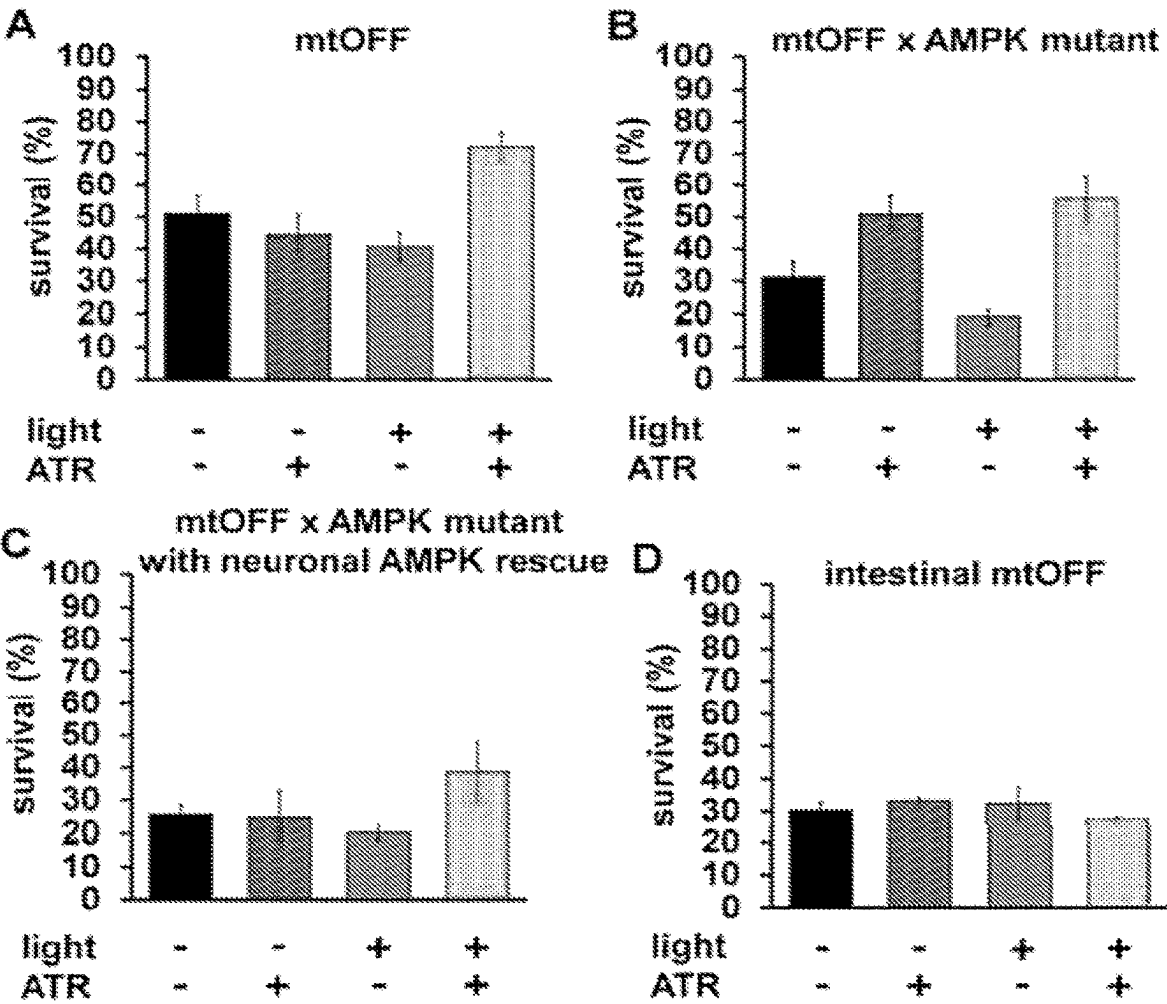 A
mtOFF
survival (%)
100
90
80
70
60
50
40
30
20
10
0
light - - + +
ATR - + - +
B
mtOFF x AMPK mutant
survival (%)
100
90
80
70
60
50
40
30
20
10
0
light - - + +
ATR - + - +
C
mtOFF x AMPK mutant
with neuronal AMPK rescue
survival (%)
100
90
80
70
60
50
40
30
20
10
0
light - - + +
ATR - + - +
D
intestinal mtOFF
survival (%)
100
90
80
70
60
50
40
30
20
10
0
light - - + +
ATR - + - +